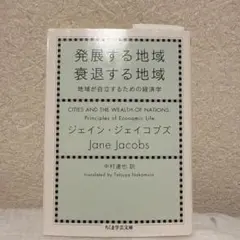 発展する地域
衰退する地域
地域が自立するための経済学
CITIES AND THE WEALTH OF NATIONS
Principles of Economic Life
ジェイン・ジェイコブズ
Jane Jacobs
中村達也 訳
translated by Tatsuya Nakamura
ちくま学芸文庫